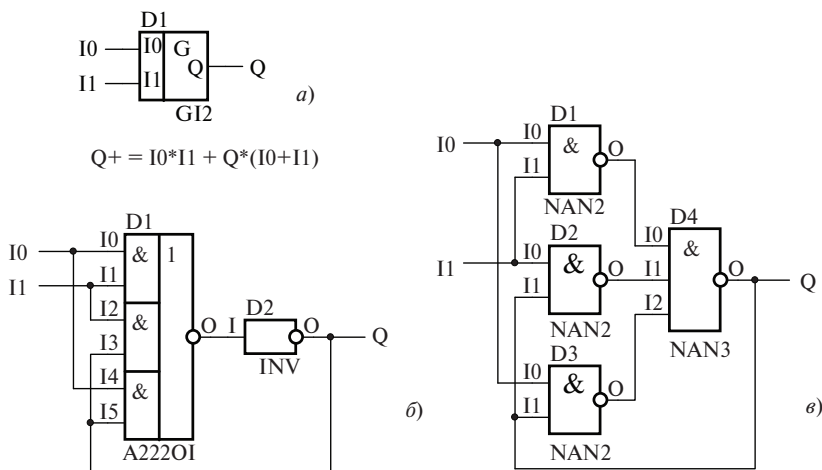 D1
I0 I0 G
Q Q
I1 I1
GI2
а)
Q+ = I0*I1 + Q*(I0+I1)
D1
I0 I0 & 1
I1 I1
I2 &
I3
I4 &
I5
A222OI
O I D2 O Q
INV
б)
D1
I0 I0 & O
I1
NAN2
D2
I1 I0 & O
I1
NAN2
D3
I0 & O
I1
NAN2
D4
I0 &
I1 O Q
I2
NAN3
в)